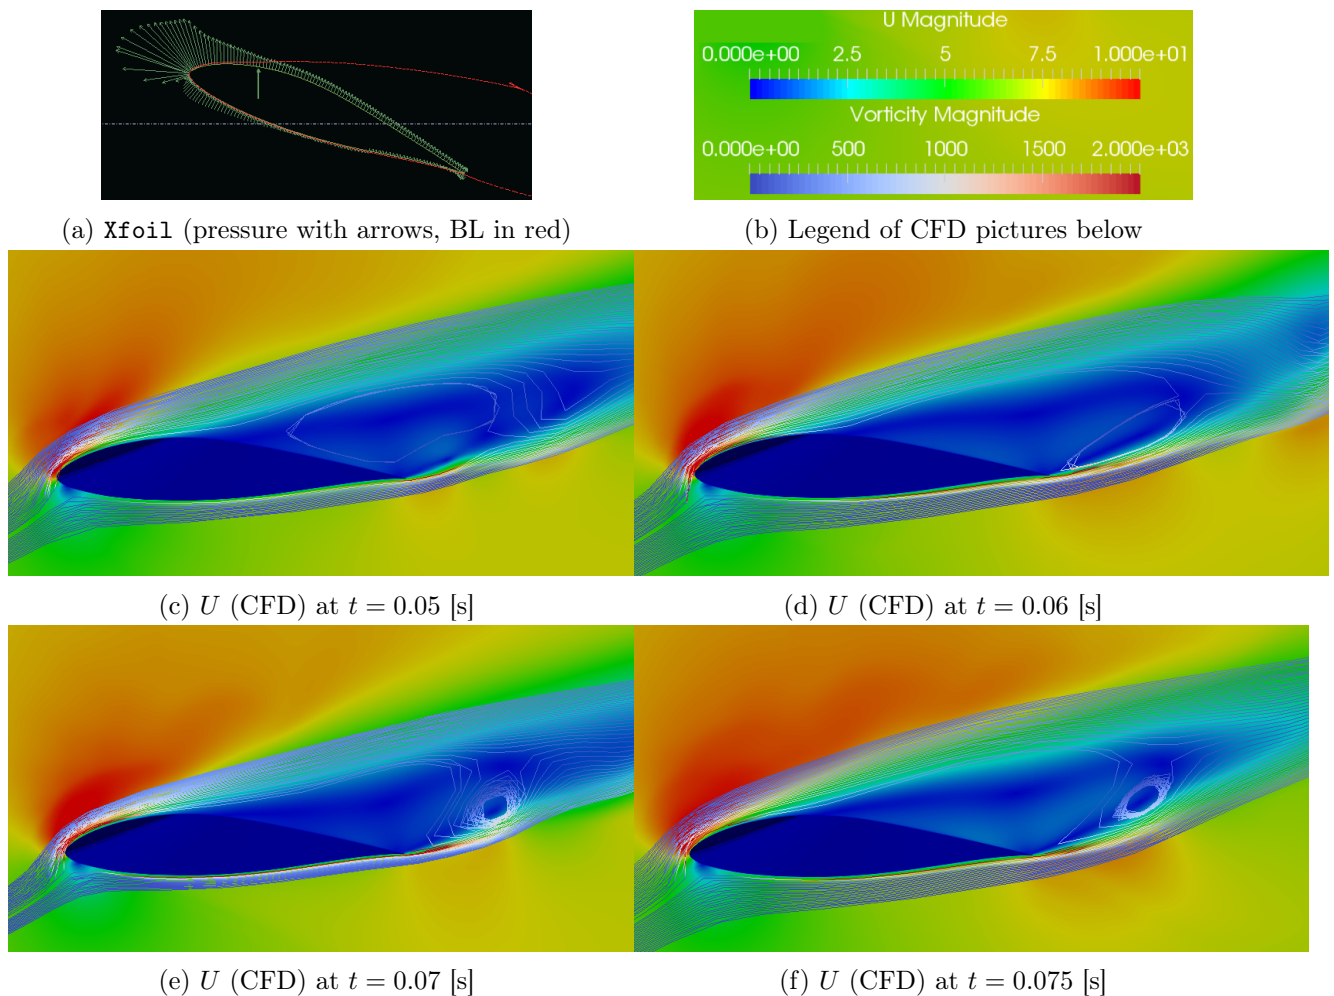 (a) Xfoil (pressure with arrows, BL in red)
U Magnitude
0.000e+00 2.5 5 7.5 1.000e+01
Vorticity Magnitude
0.000e+00 500 1000 1500 2.000e+03
(b) Legend of CFD pictures below
(c) U (CFD) at t = 0.05 [s]
(d) U (CFD) at t = 0.06 [s]
(e) U (CFD) at t = 0.07 [s]
(f) U (CFD) at t = 0.075 [s]